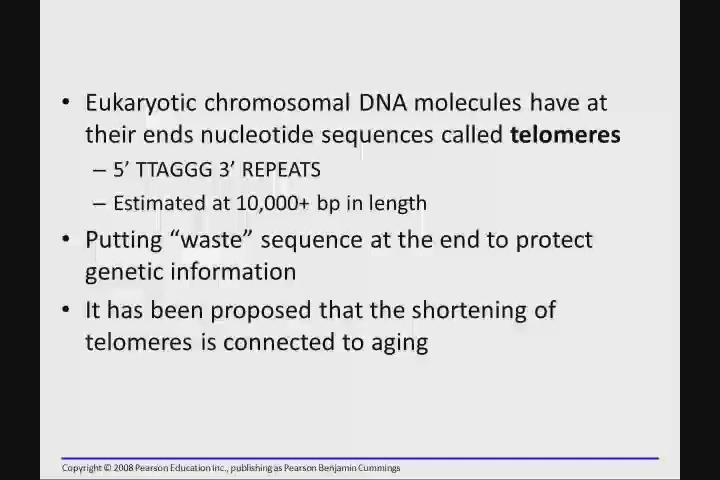 • Eukaryotic chromosomal DNA molecules have at
their ends nucleotide sequences called telomeres
– 5’ TTAGGG 3’ REPEATS
– Estimated at 10,000+ bp in length
• Putting “waste” sequence at the end to protect
genetic information
• It has been proposed that the shortening of
telomeres is connected to aging
Copyright © 2008 Pearson Education Inc., publishing as Pearson Benjamin Cummings